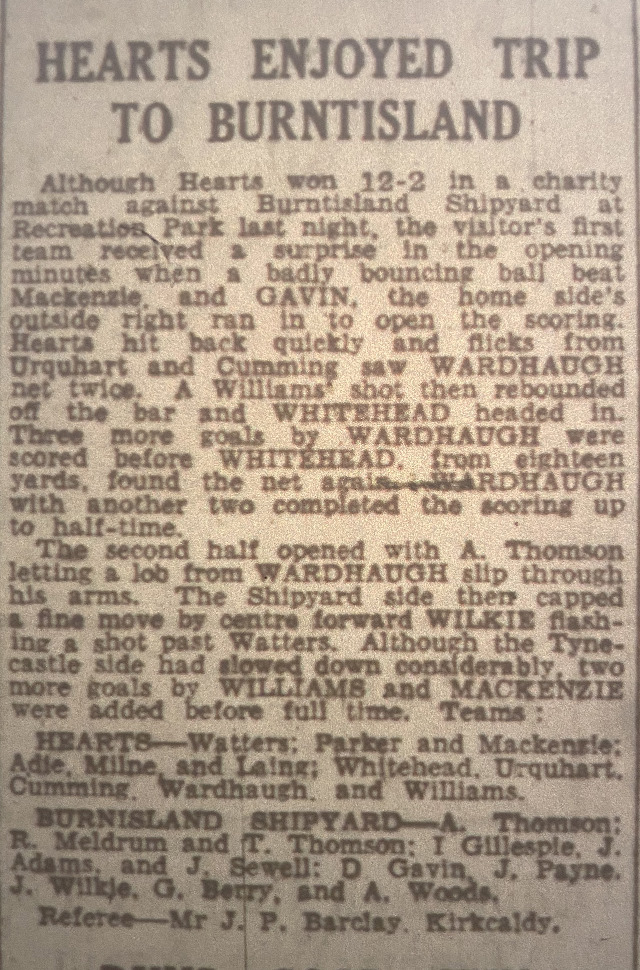 HEARTS ENJOYED TRIP
TO BURNTISLAND
Although Hearts won 12-2 in a charity
match against Burntisland Shipyard at
Recreation Park last night, the visitor's first
team received a surprise in the opening
minutes when a badly bouncing ball beat
Mackenzie, and GAVIN, the home side's
outside right ran in to open the scoring.
Hearts hit back quickly and flicks from
Urquhart and Cumming saw WARDHAUGH
net twice. A Williams' shot then rebounded
off the bar and WHITEHEAD headed in.
Three more goals by WARDHAUGH were
scored before WHITEHEAD, from eighteen
yards, found the net again. WARDHAUGH
with another two completed the scoring up
to half-time.
The second half opened with A. Thomson
letting a lob from WARDHAUGH slip through
his arms. The Shipyard side then capped
a fine move by centre forward WILKIE flash-
ing a shot past Watters. Although the Tyne-
castle side had slowed down considerably, two
more goals by WILLIAMS and MACKENZIE
were added before full time. Teams:
HEARTS—Watters; Parker and Mackenzie;
Adie, Milne, and Laing; Whitehead, Urquhart,
Cumming, Wardhaugh, and Williams.
BURNISLAND SHIPYARD—A. Thomson;
R. Meldrum and T. Thomson; I Gillespie, J.
Adams, and J. Sewell; D Gavin, J. Payne,
J. Wilkie, G. Berry, and A. Woods.
Referee—Mr J. P. Barclay, Kirkcaldy.